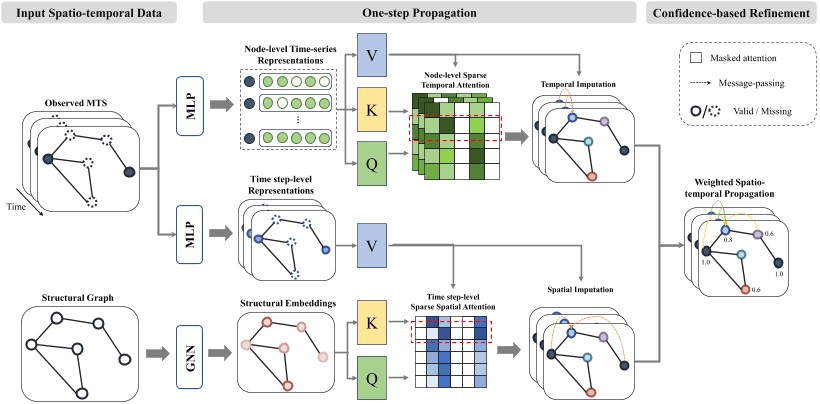 Input Spatio-temporal Data
One-step Propagation
Confidence-based Refinement
Observed MTS
Time
MLP
Node-level Time-series
Representations
V
K
Q
Node-level Sparse
Temporal Attention
Temporal Imputation
Masked attention
Message-passing
Valid / Missing
MLP
Time step-level
Representations
V
Weighted Spatio-
temporal Propagation
0.8
0.6
1.0
1.0
0.6
Structural Graph
GNN
Structural Embeddings
K
Q
Time step-level
Sparse Spatial Attention
Spatial Imputation